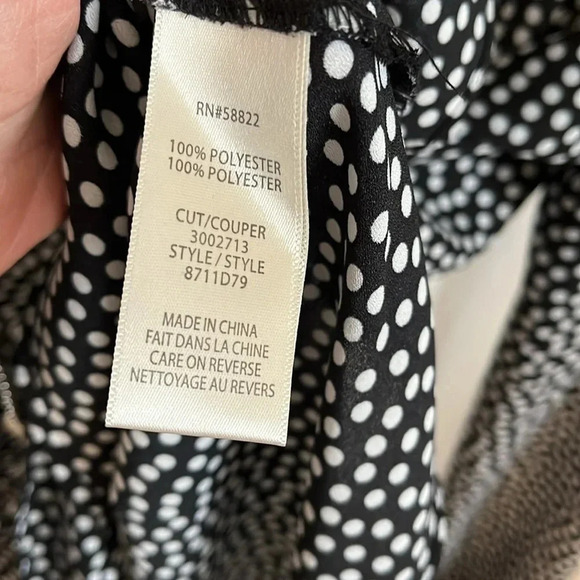 RN#58822
100% POLYESTER
100% POLYESTER
CUT/COUPER
3002713
STYLE / STYLE
8711D79
MADE IN CHINA
FAIT DANS LA CHINE
CARE ON REVERSE
NETTOYAGE AU REVERS